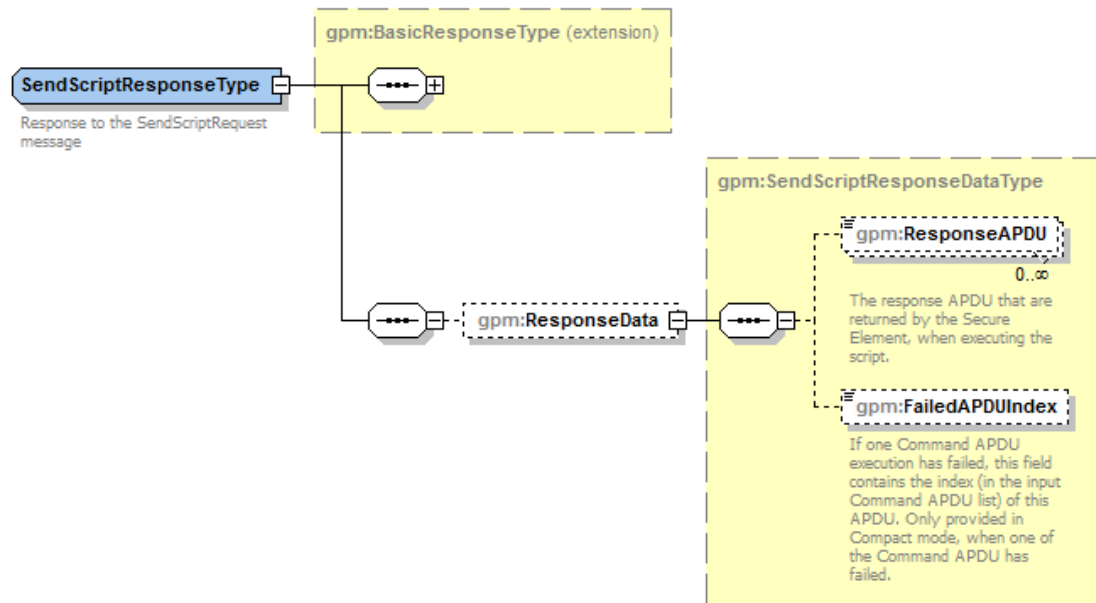 gpm:BasicResponseType (extension)
SendScriptResponseType
Response to the SendScriptRequest
message
gpm:SendScriptResponseDataType
gpm:ResponseAPDU
0..∞
The response APDU that are
returned by the Secure
Element, when executing the
script.
gpm:ResponseData
gpm:FailedAPDUIndex
If one Command APDU
execution has failed, this field
contains the index (in the input
Command APDU list) of this
APDU. Only provided in
Compact mode, when one of
the Command APDU has
failed.